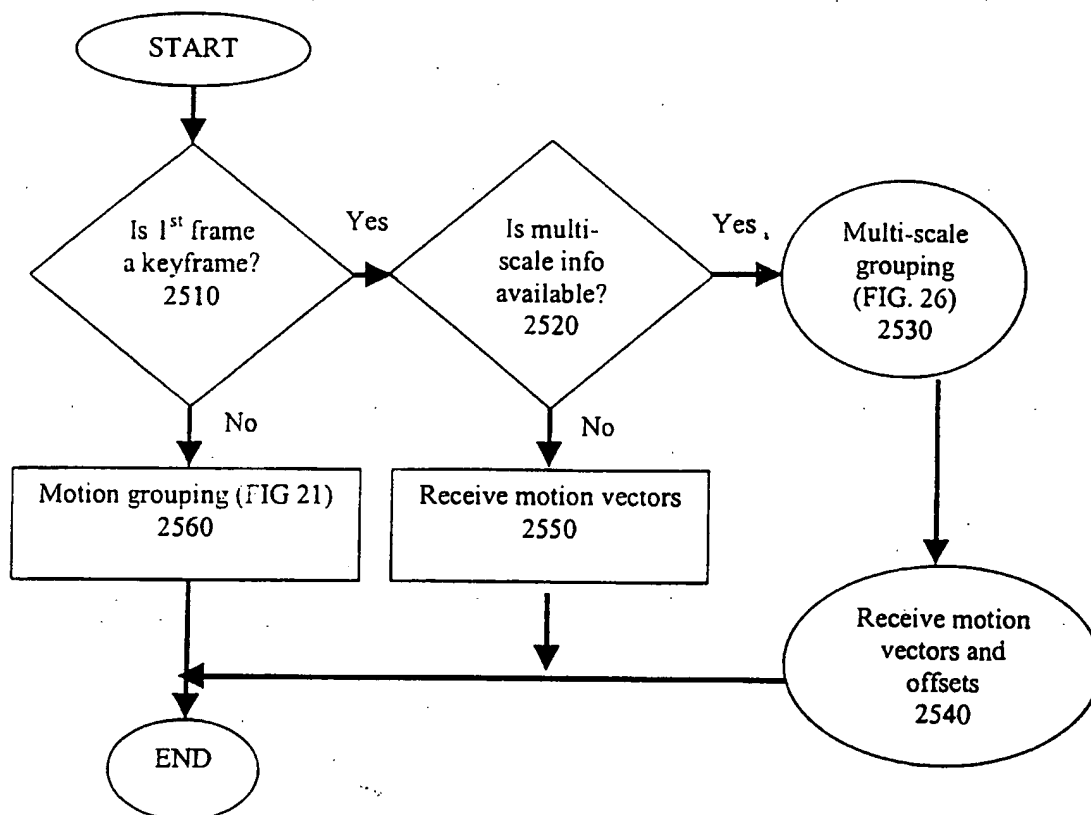 START
Is 1st frame
a keyframe?
2510
Yes
Is multi-
scale info
available?
2520
Yes
Multi-scale
grouping
(FIG. 26)
2530
No
No
Motion grouping (FIG 21)
2560
Receive motion vectors
2550
Receive motion
vectors and
offsets
2540
END